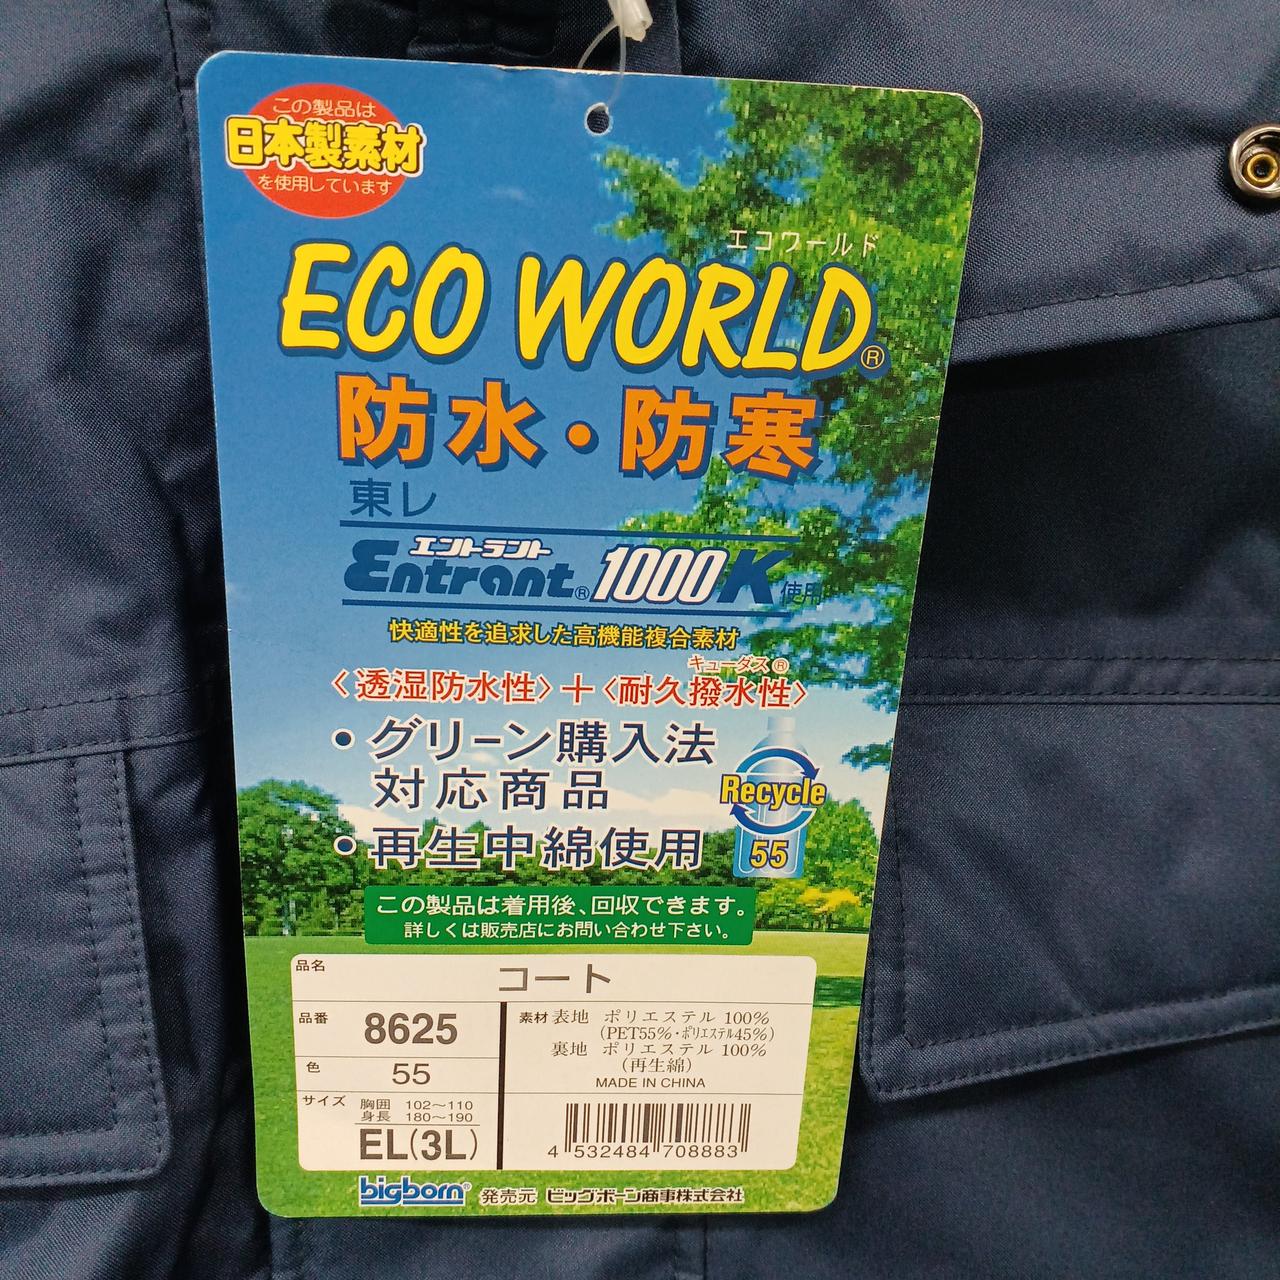 この製品は
日本製素材
を使用しています
エコワールド
ECO WORLD®
防水・防寒
東レ
エントラント
Entrant® 1000K 使用
快適性を追求した高機能複合素材
キューダス®
〈透湿防水性〉＋〈耐久撥水性〉
・グリーン購入法
対応商品
Recycle
55
・再生中綿使用
この製品は着用後、回収できます。
詳しくは販売店にお問い合わせ下さい。
品名 コート
品番 8625
色 55
サイズ 胸囲 102～110
身長 180～190
EL(3L)
素材 表地 ポリエステル 100%
(PET55%・ポリエステル45%)
裏地 ポリエステル 100%
(再生綿)
MADE IN CHINA
4 532484 708883
bigborn® 発売元 ビッグボーン商事株式会社